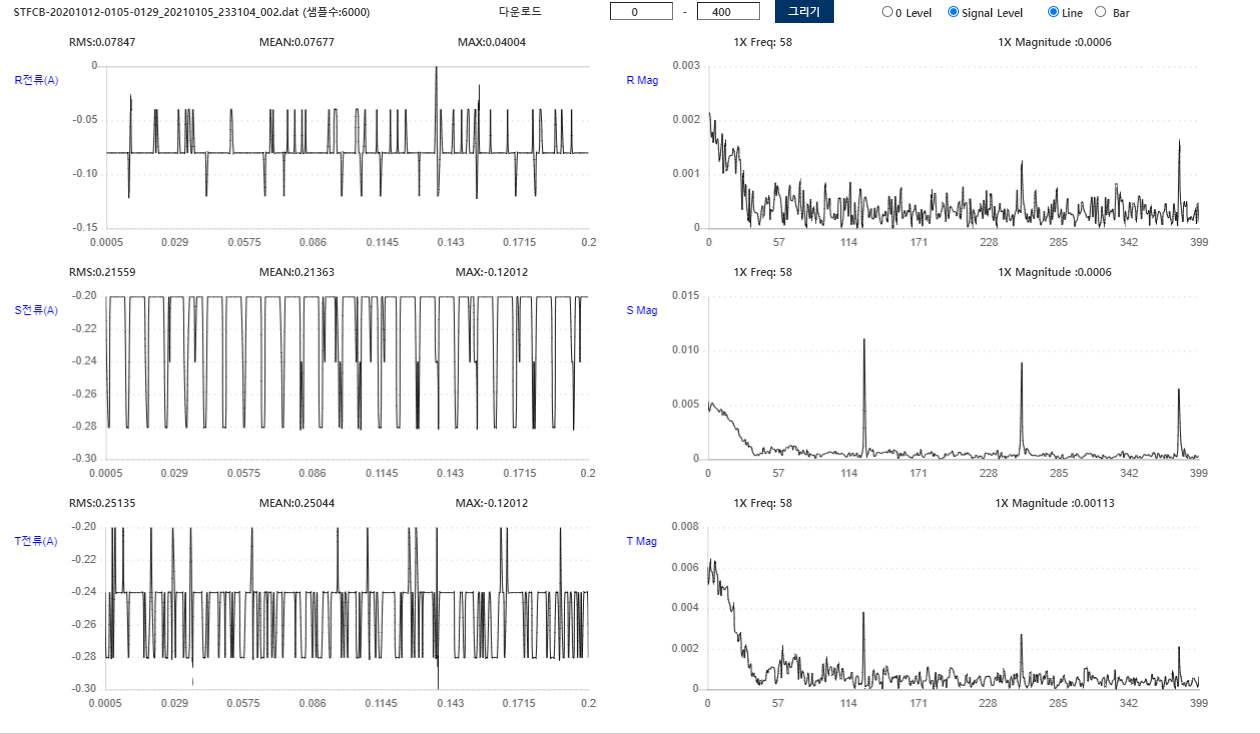 STFCB-20201012-0105-0129_20210105_233104_002.dat (샘플수:6000) 다운로드 0 - 400 그리기 0 Level Signal Level Line Bar
RMS:0.07847 MEAN:0.07677 MAX:0.04004 1X Freq: 58 1X Magnitude :0.0006
R전류(A) R Mag
0 0.003
-0.05 0.002
-0.10 0.001
-0.15 0
0.0005 0.029 0.0575 0.086 0.1145 0.143 0.1715 0.2 0 57 114 171 228 285 342 399
RMS:0.21559 MEAN:0.21363 MAX:-0.12012 1X Freq: 58 1X Magnitude :0.0006
S전류(A) S Mag
-0.20 0.015
-0.22
-0.24 0.010
-0.26 0.005
-0.28
-0.30 0
0.0005 0.029 0.0575 0.086 0.1145 0.143 0.1715 0.2 0 57 114 171 228 285 342 399
RMS:0.25135 MEAN:0.25044 MAX:-0.12012 1X Freq: 58 1X Magnitude :0.00113
T전류(A) T Mag
-0.20 0.008
-0.22 0.006
-0.24 0.004
-0.26
-0.28 0.002
-0.30 0
0.0005 0.029 0.0575 0.086 0.1145 0.143 0.1715 0.2 0 57 114 171 228 285 342 399